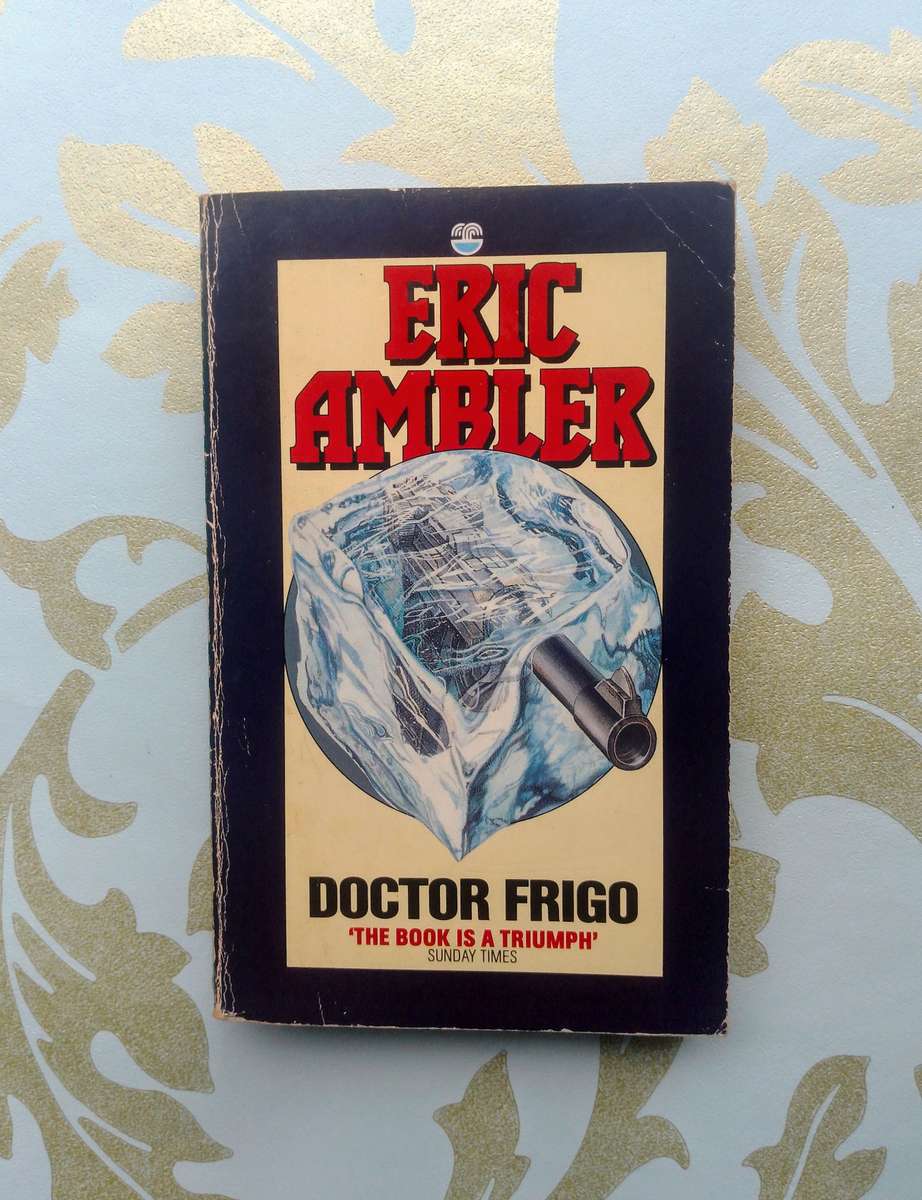 ERIC
AMBLER
DOCTOR FRIGO
‘THE BOOK IS A TRIUMPH’
SUNDAY TIMES